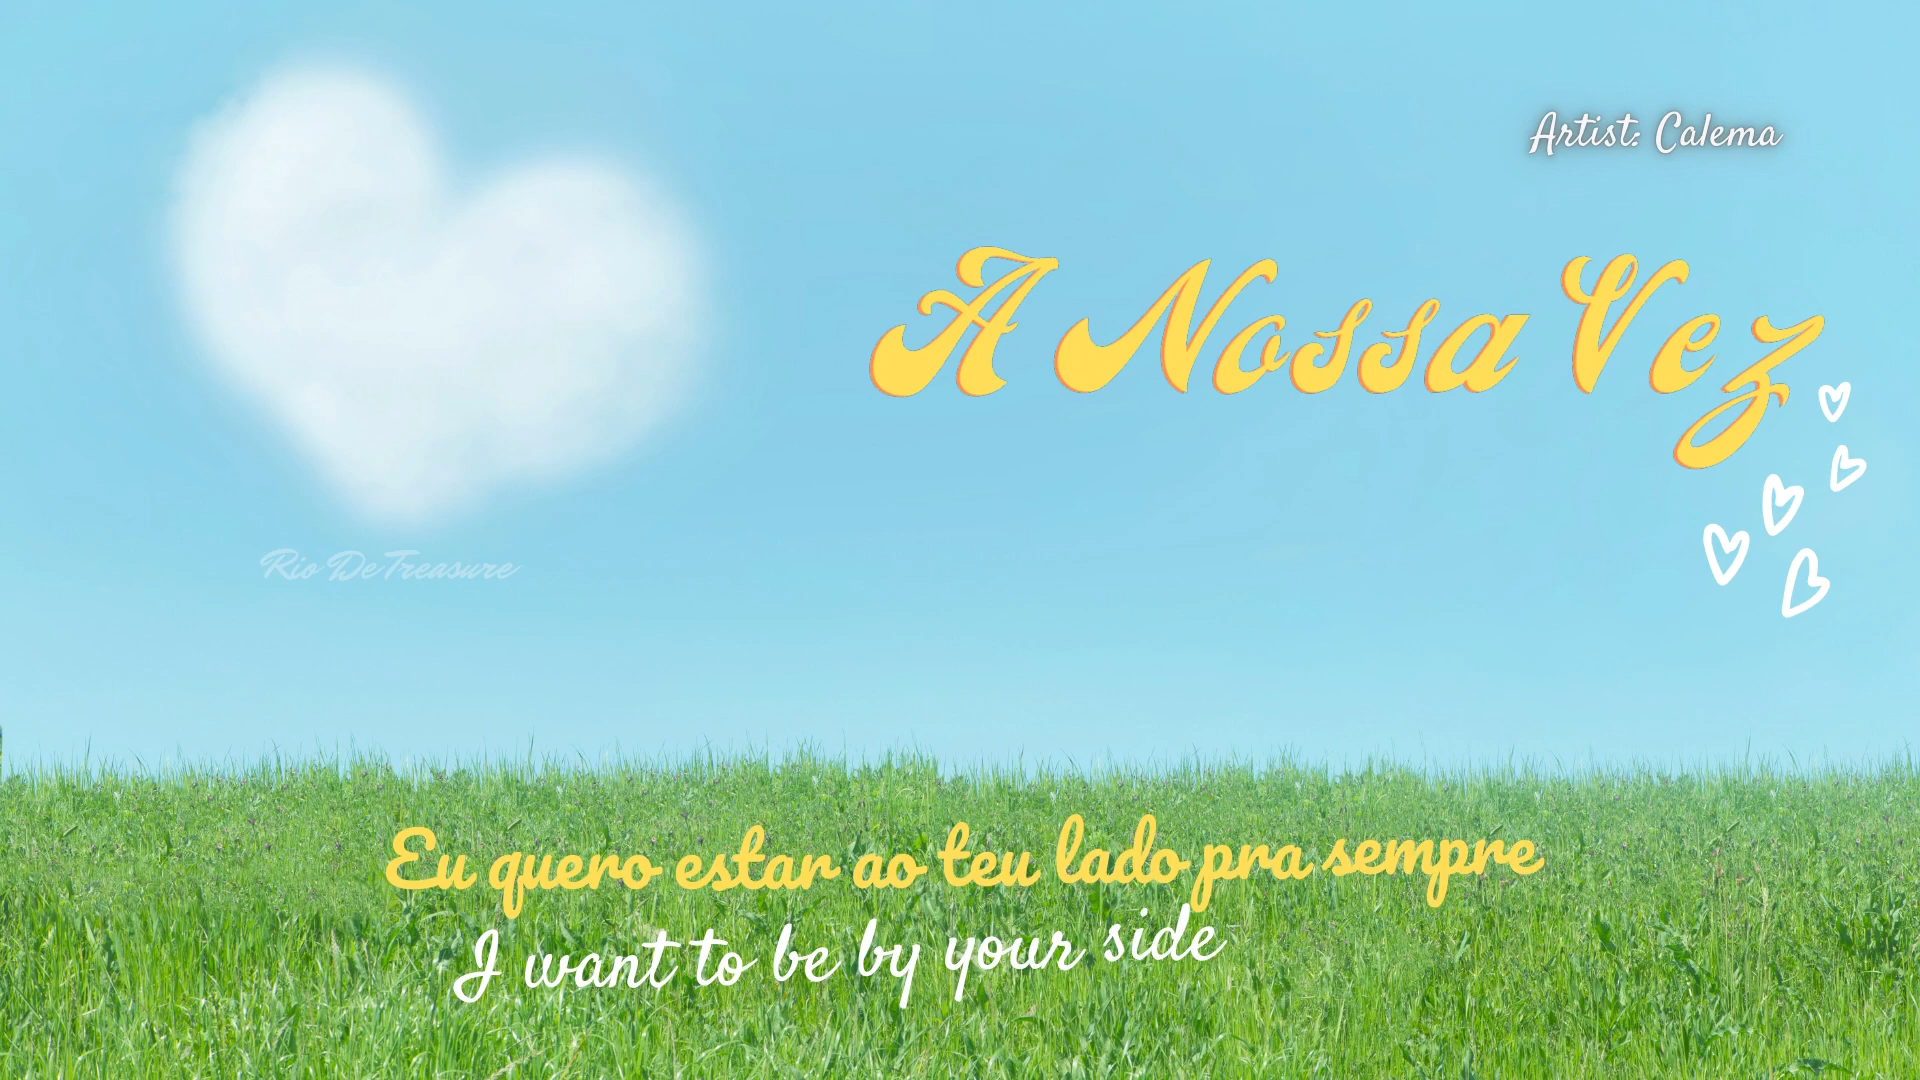 Artist: Calema
A Nossa Vez
Rio De Treasure
Eu quero estar ao teu lado pra sempre
I want to be by your side